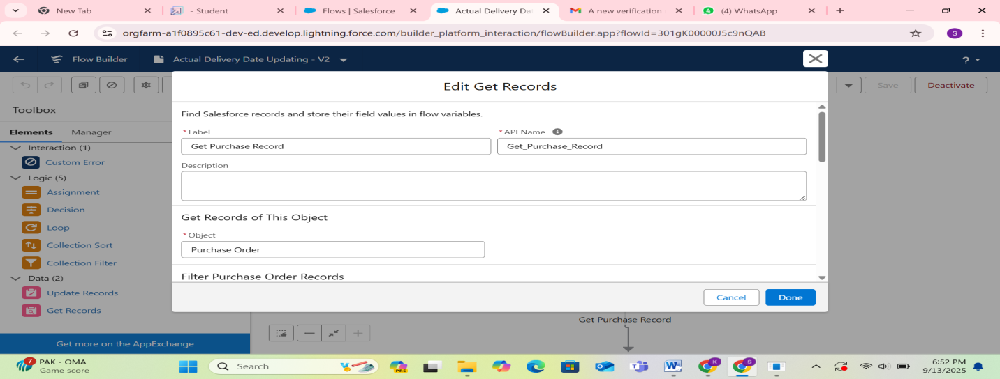 New Tab
- Student
Flows | Salesforce
Actual Delivery Da
A new verification
(4) WhatsApp
orgfarm-a1f0895c61-dev-ed.develop.lightning.force.com/builder_platform_interaction/flowBuilder.app?flowId=301gK00000J5c9nQAB
S
Flow Builder
Actual Delivery Date Updating - V2
?
Save
Deactivate
Toolbox
Elements
Manager
Interaction (1)
Custom Error
Logic (5)
Assignment
Decision
Loop
Collection Sort
Collection Filter
Data (2)
Update Records
Get Records
Get more on the AppExchange
Edit Get Records
Find Salesforce records and store their field values in flow variables.
* Label
* API Name
Get Purchase Record
Get_Purchase_Record
Description
Get Records of This Object
* Object
Purchase Order
Filter Purchase Order Records
Cancel
Done
Get Purchase Record
7
PAK - OMA
Game score
Search
PRE
K
S
6:52 PM
9/13/2025